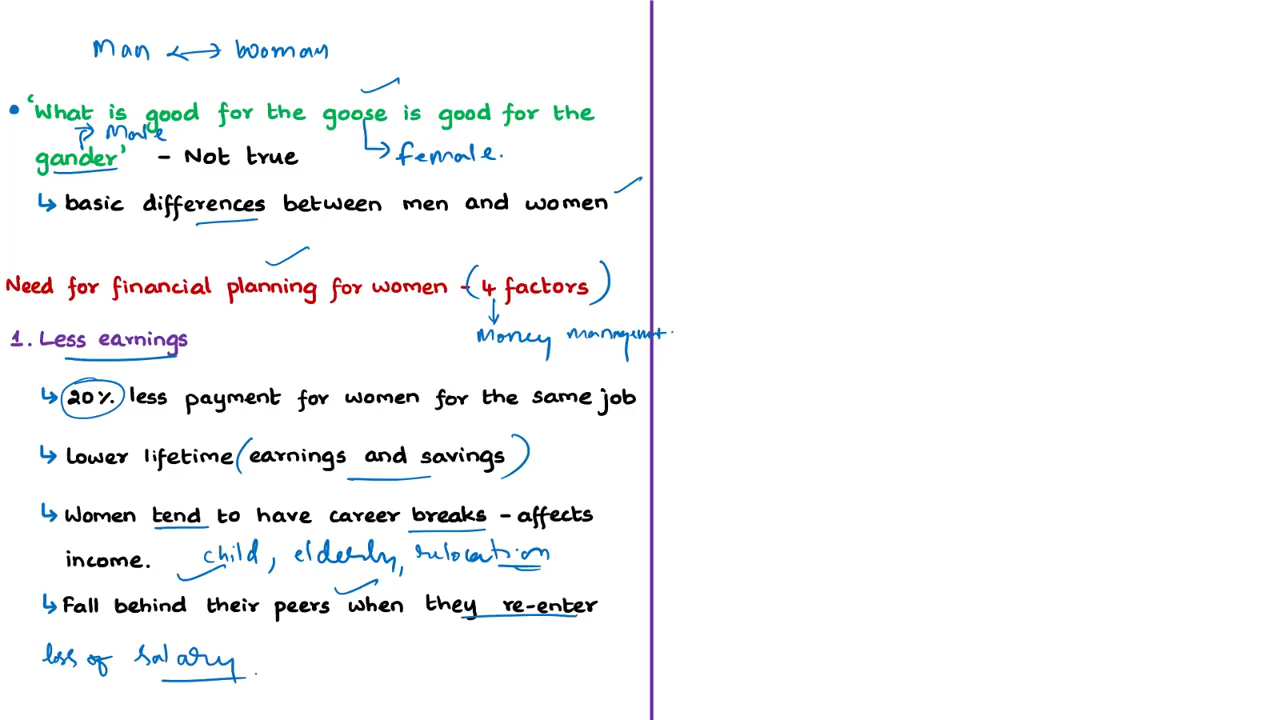 Man ↔ Wooman
• 'What is good for the goose is good for the
→ Male
gander' - Not true
→ female.
↳ basic differences between men and women
Need for financial planning for women - (4 factors)
Money management.
1. Less earnings
↳ 20% less payment for women for the same job
↳ Lower lifetime (earnings and savings)
↳ Women tend to have career breaks - affects
income. child, elderly, relocation
↳ Fall behind their peers when they re-enter
loss of salary.